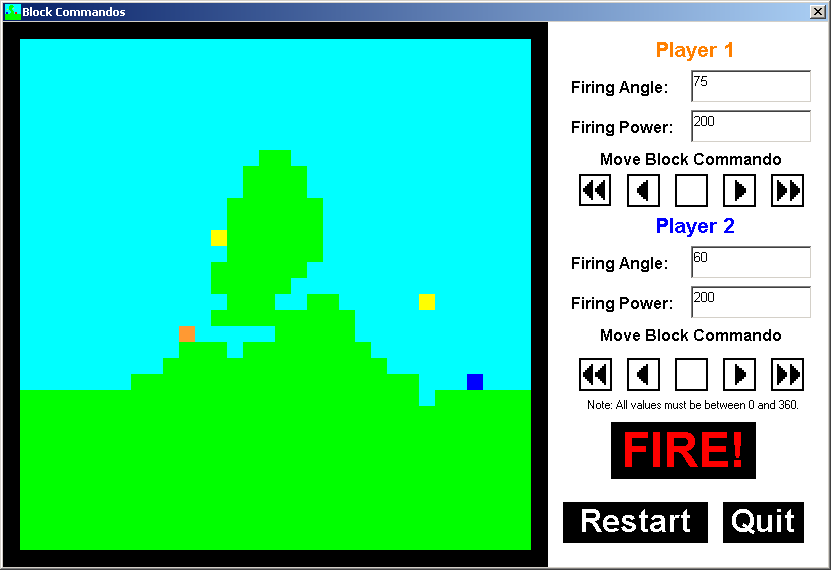 Block Commandos
Player 1
Firing Angle: 75
Firing Power: 200
Move Block Commando
Player 2
Firing Angle: 60
Firing Power: 200
Move Block Commando
Note: All values must be between 0 and 360.
FIRE!
Restart Quit